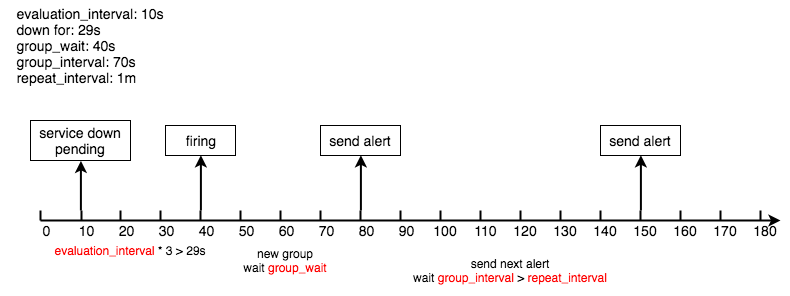 evaluation_interval: 10s
down for: 29s
group_wait: 40s
group_interval: 70s
repeat_interval: 1m
service down
pending
firing
send alert
send alert
0 10 20 30 40 50 60 70 80 90 100 110 120 130 140 150 160 170 180
evaluation_interval * 3 > 29s
new group
wait group_wait
send next alert
wait group_interval > repeat_interval